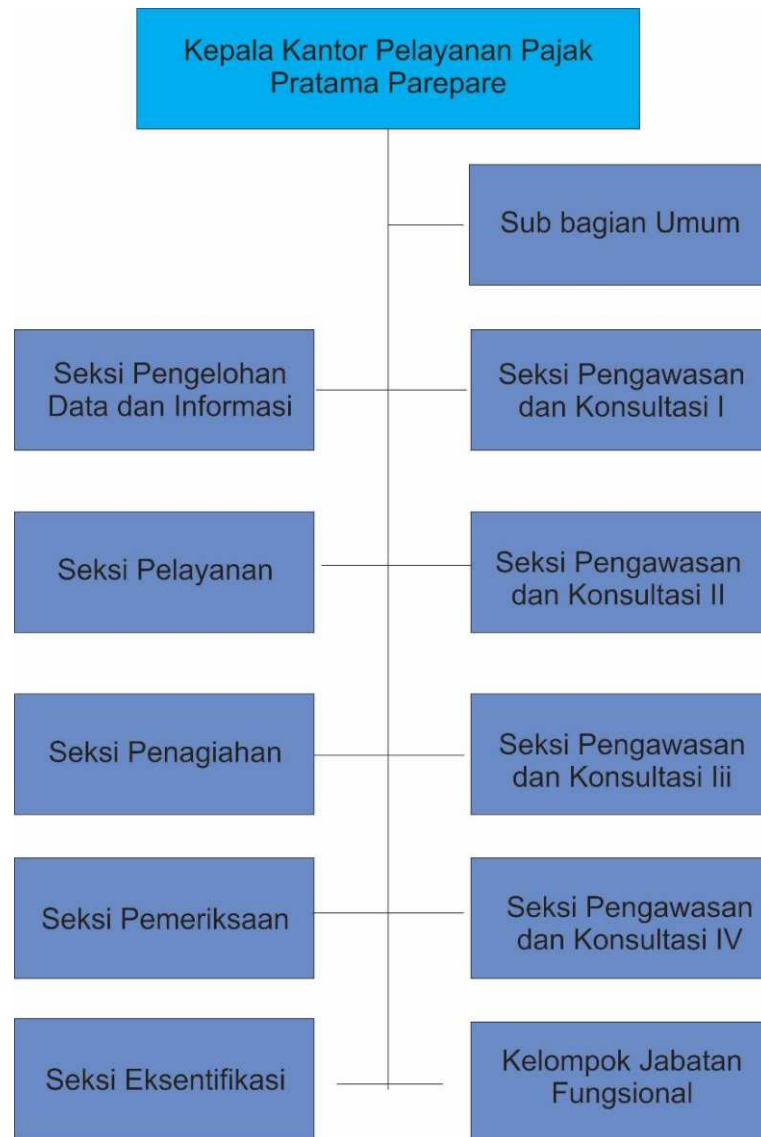 Kepala Kantor Pelayanan Pajak
Pratama Parepare
Sub bagian Umum
Seksi Pengelohan
Data dan Informasi
Seksi Pengawasan
dan Konsultasi I
Seksi Pelayanan
Seksi Pengawasan
dan Konsultasi II
Seksi Penagiahan
Seksi Pengawasan
dan Konsultasi Iii
Seksi Pemeriksaan
Seksi Pengawasan
dan Konsultasi IV
Seksi Eksentifikasi
Kelompok Jabatan
Fungsional